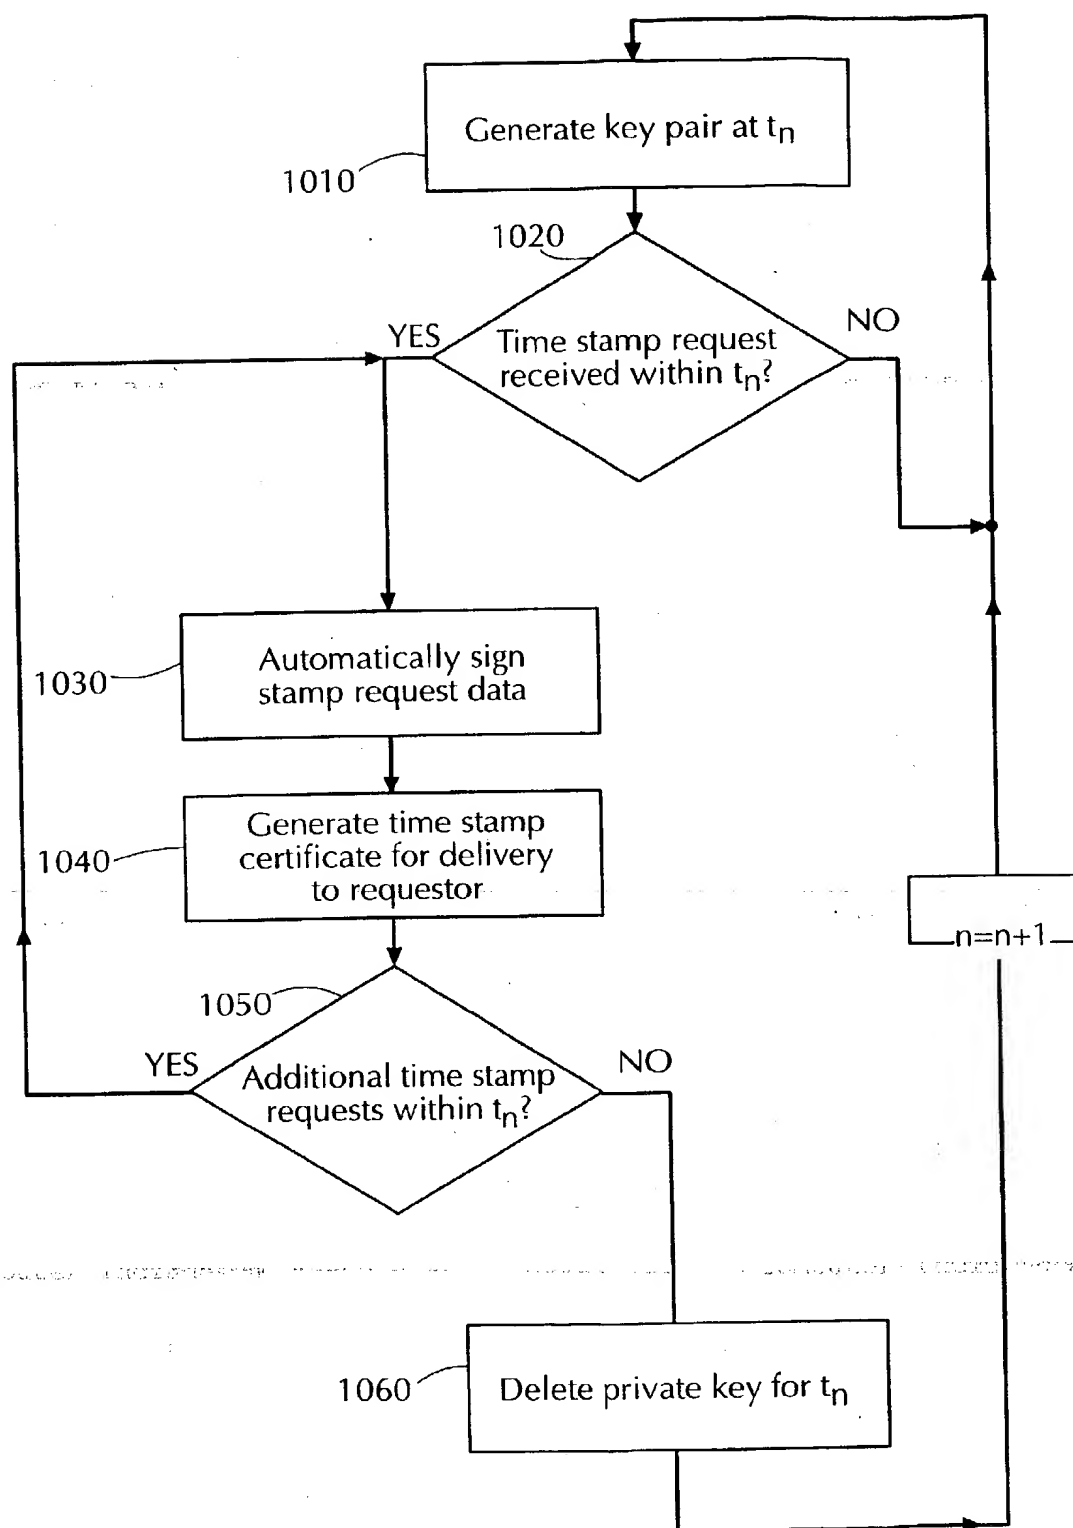 Generate key pair at tn
1010
1020
YES
NO
Time stamp request
received within tn?
Automatically sign
stamp request data
1030
Generate time stamp
certificate for delivery
to requestor
1040
n=n+1
1050
YES
NO
Additional time stamp
requests within tn?
1060
Delete private key for tn